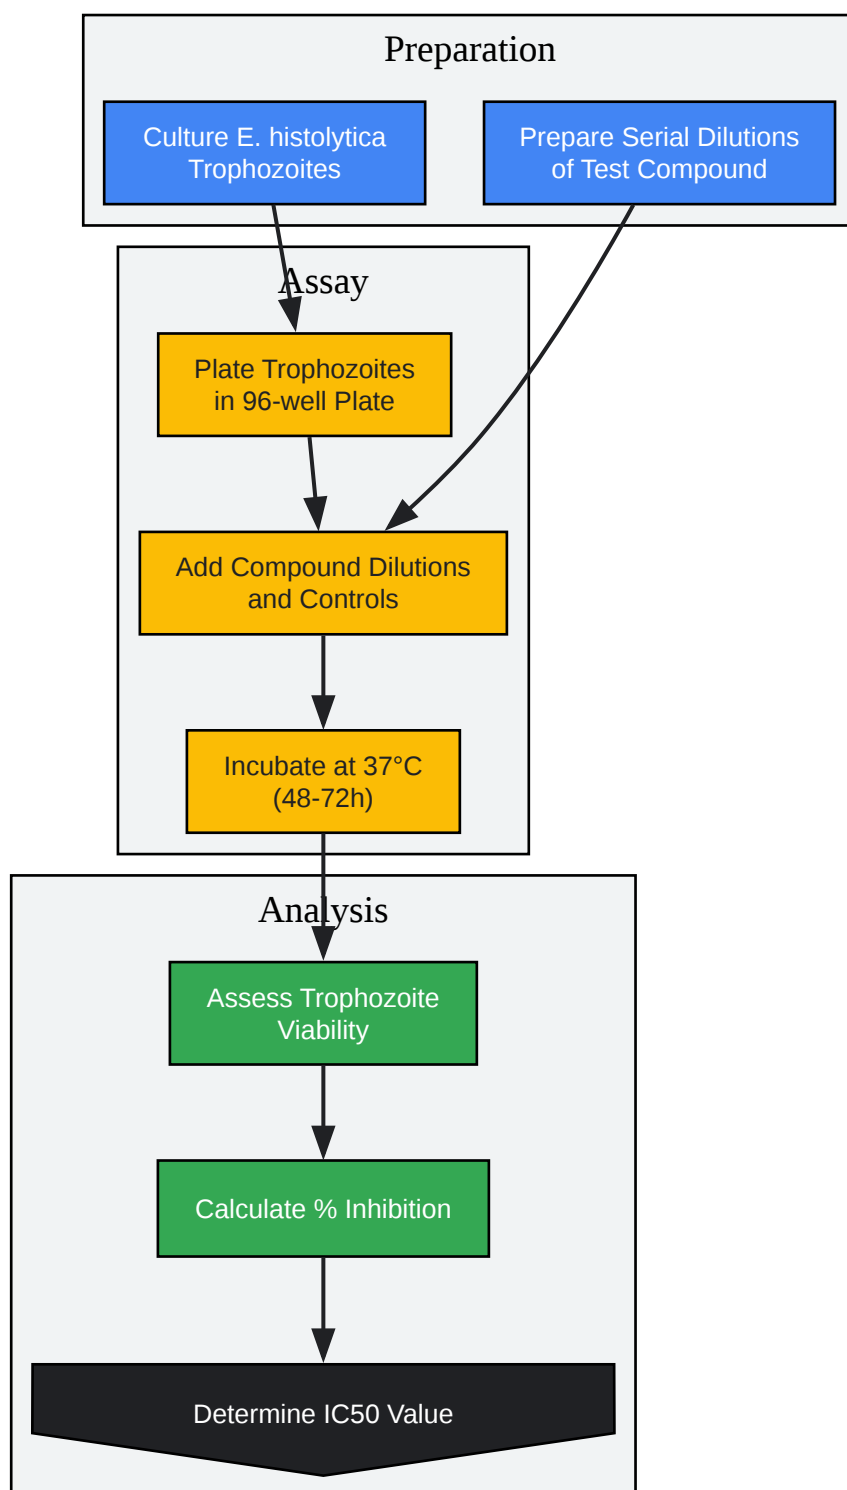 Preparation
Culture E. histolytica
Trophozoites
Prepare Serial Dilutions
of Test Compound
Assay
Plate Trophozoites
in 96-well Plate
Add Compound Dilutions
and Controls
Incubate at 37°C
(48-72h)
Analysis
Assess Trophozoite
Viability
Calculate % Inhibition
Determine IC50 Value